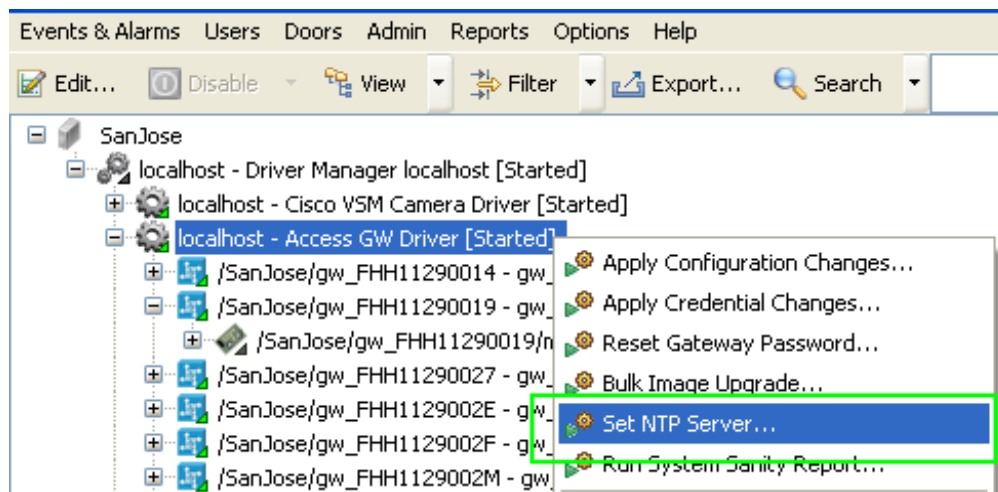 Events & Alarms Users Doors Admin Reports Options Help
Edit... Disable View Filter Export... Search
SanJose
localhost - Driver Manager localhost [Started]
localhost - Cisco VSM Camera Driver [Started]
localhost - Access GW Driver [Started]
/SanJose/gw_FHH11290014 - gw_
/SanJose/gw_FHH11290019 - gw_
/SanJose/gw_FHH11290019/n
/SanJose/gw_FHH11290027 - gw_
/SanJose/gw_FHH1129002E - gw_
/SanJose/gw_FHH1129002F - gw_
/SanJose/gw_FHH1129002M - gw_
Apply Configuration Changes...
Apply Credential Changes...
Reset Gateway Password...
Bulk Image Upgrade...
Set NTP Server...
Run System Sanity Report...